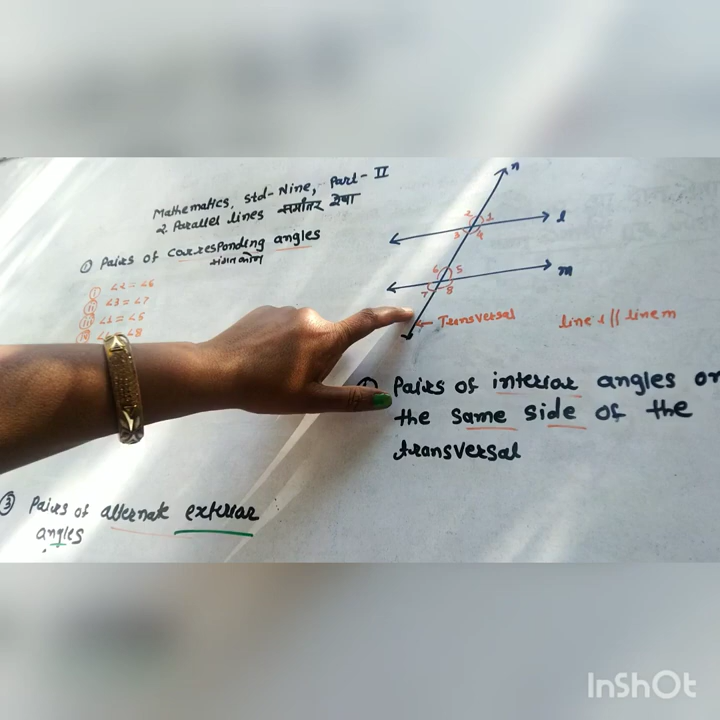 Mathematics, Std- Nine, Part - II
2. Parallel lines समांतर रेषा
① Pairs of Corresponding angles
संगत कोन
① ∠2 = ∠6
∠3 = ∠7
∠1 = ∠5
∠8
n
2 1
l
3 4
6 5
m
7 8
← Transversal
line l || line m
Pairs of interior angles on
the same side of the
transversal
③ Pairs of alternate exterior
angles
InShOt